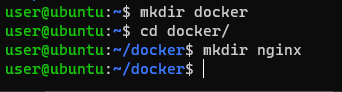 user@ubuntu:~$ mkdir docker
user@ubuntu:~$ cd docker/
user@ubuntu:~/docker$ mkdir nginx
user@ubuntu:~/docker$